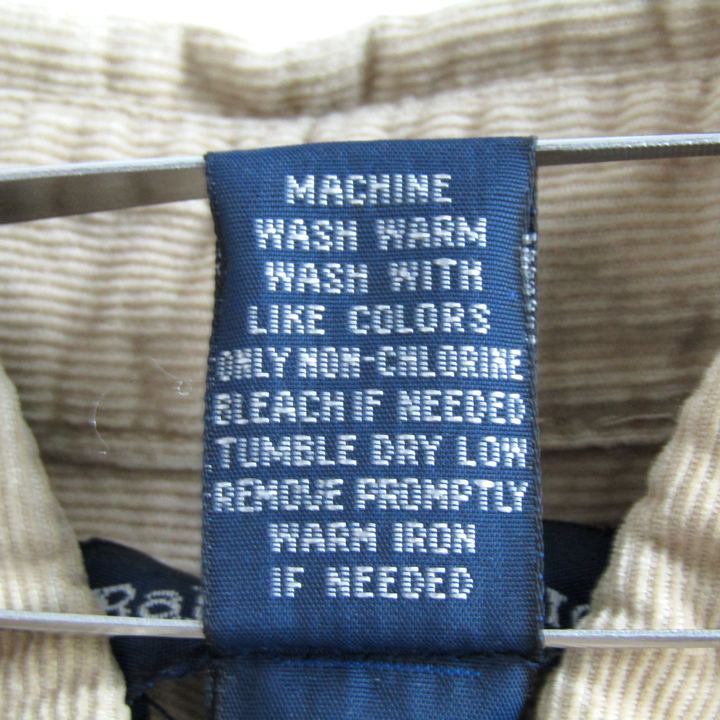 MACHINE
WASH WARM
WASH WITH
LIKE COLORS
ONLY NON-CHLORINE
BLEACH IF NEEDED
TUMBLE DRY LOW
REMOVE PROMPTLY
WARM IRON
IF NEEDED